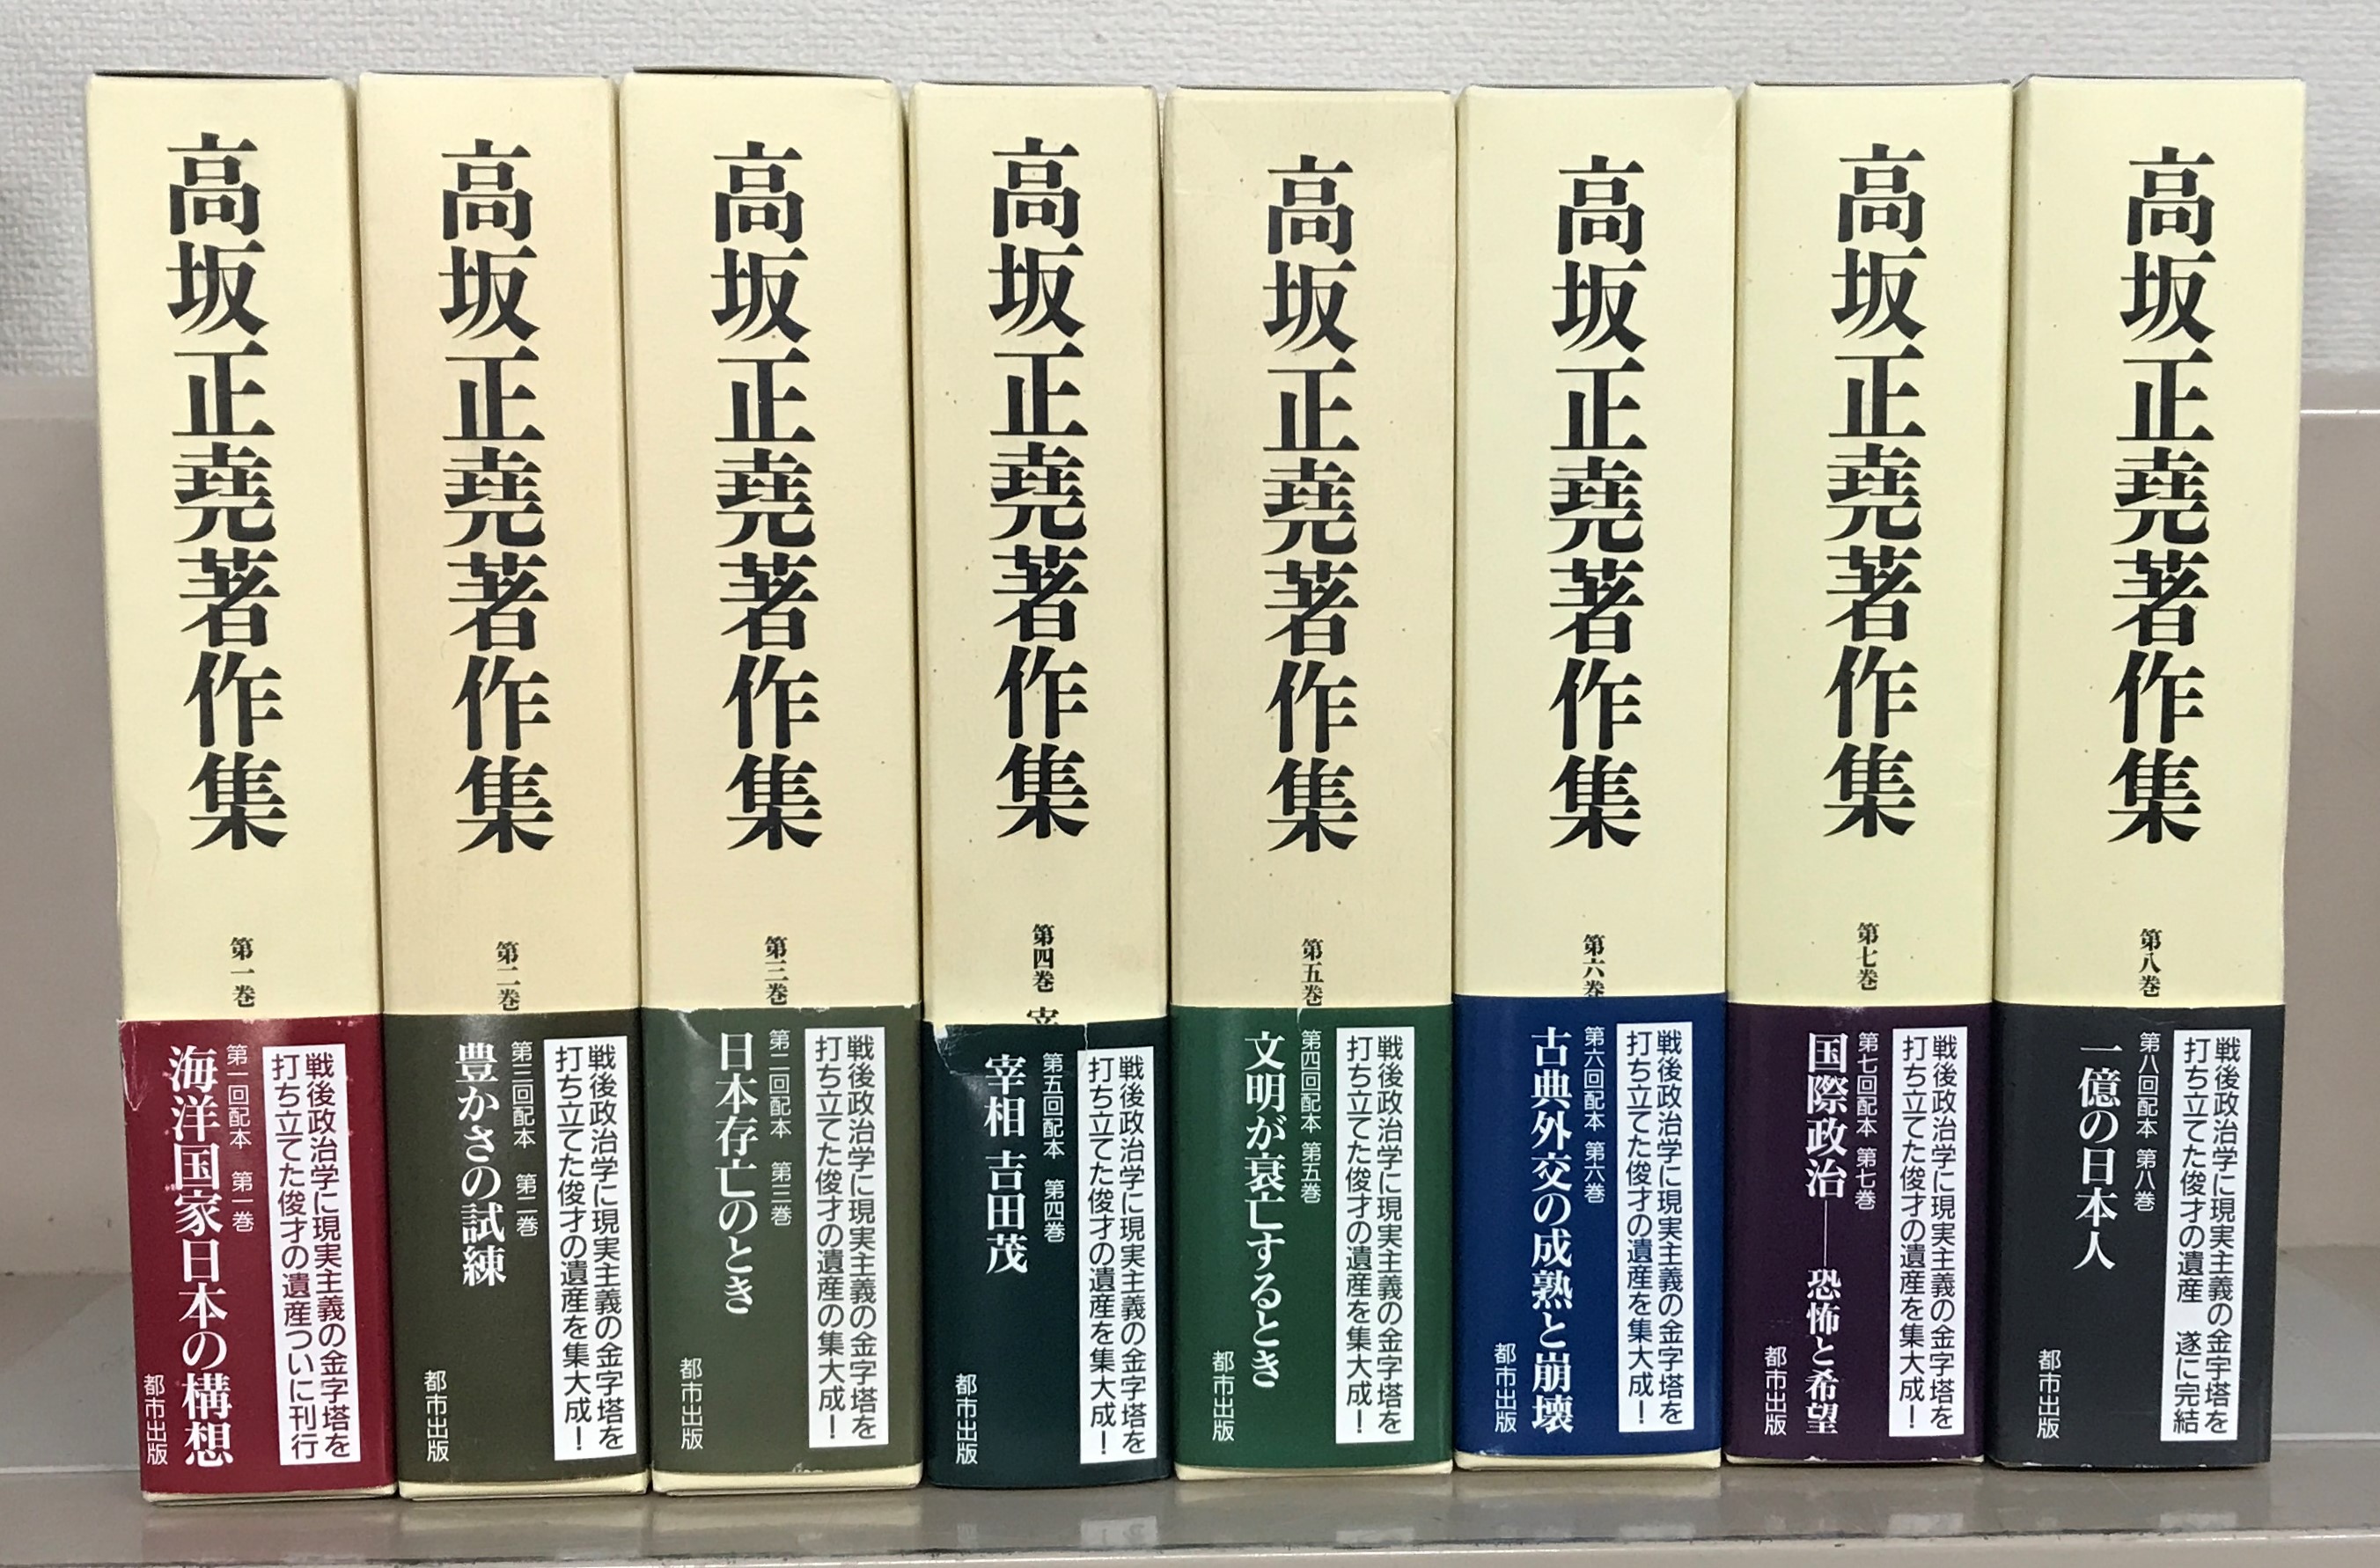 高坂正堯著作集
第一巻
戦後政治学に現実主義の金字塔を
打ち立てた俊才の遺産ついに刊行
第一回配本 第一巻
海洋国家日本の構想
都市出版
高坂正堯著作集
第二巻
戦後政治学に現実主義の金字塔を
打ち立てた俊才の遺産を集大成！
第三回配本 第二巻
豊かさの試練
都市出版
高坂正堯著作集
第三巻
戦後政治学に現実主義の金字塔を
打ち立てた俊才の遺産の集大成！
第二回配本 第三巻
日本存亡のとき
都市出版
高坂正堯著作集
第四巻 宰
戦後政治学に現実主義の金字塔を
打ち立てた俊才の遺産を集大成！
第五回配本 第四巻
宰相 吉田茂
都市出版
高坂正堯著作集
第五巻
戦後政治学に現実主義の金字塔を
打ち立てた俊才の遺産を集大成！
第四回配本 第五巻
文明が衰亡するとき
都市出版
高坂正堯著作集
第六巻
戦後政治学に現実主義の金字塔を
打ち立てた俊才の遺産を集大成！
第六回配本 第六巻
古典外交の成熟と崩壊
都市出版
高坂正堯著作集
第七巻
戦後政治学に現実主義の金字塔を
打ち立てた俊才の遺産を集大成！
第七回配本 第七巻
国際政治――恐怖と希望
都市出版
高坂正堯著作集
第八巻
戦後政治学に現実主義の金字塔を
打ち立てた俊才の遺産 遂に完結
第八回配本 第八巻
一億の日本人
都市出版